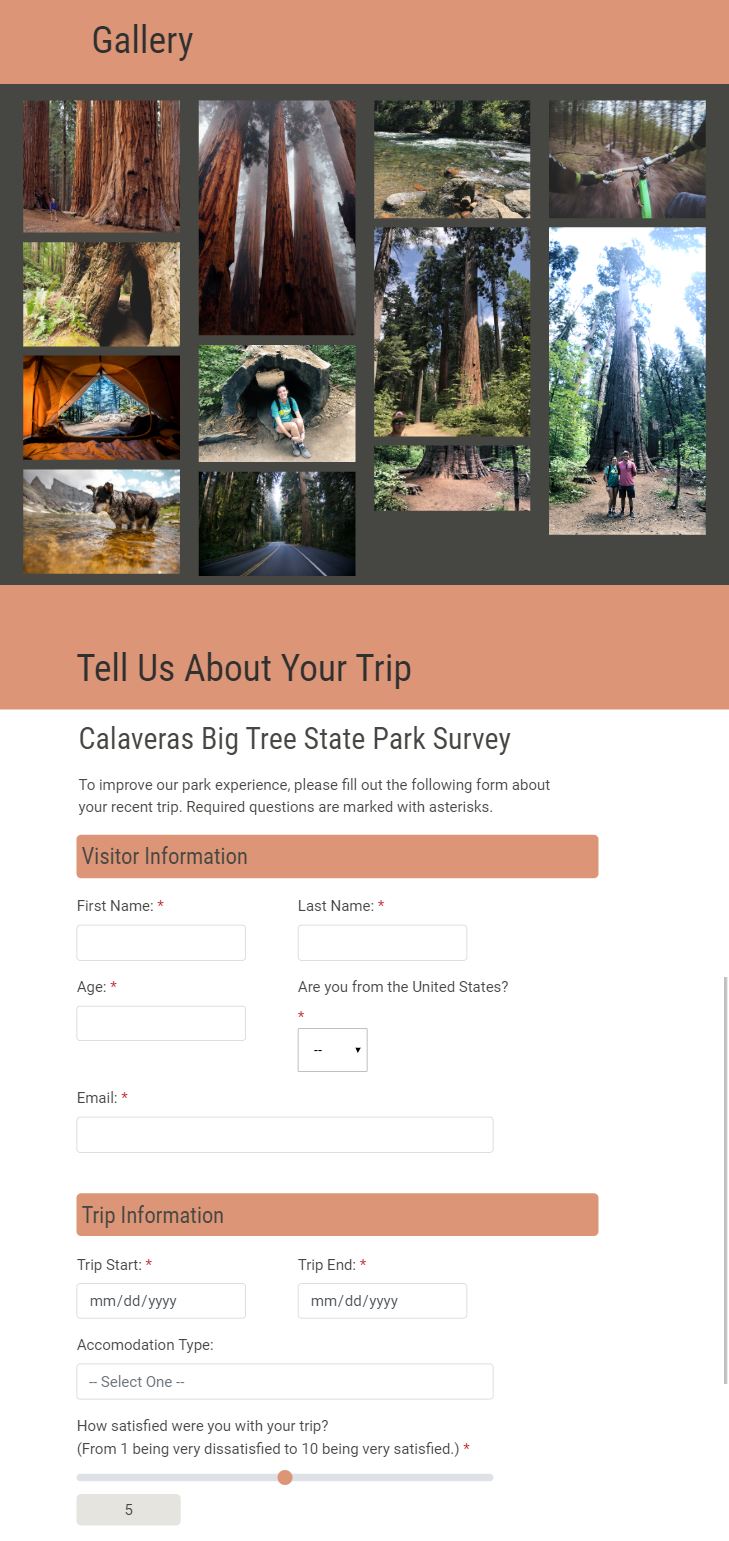 Gallery
Tell Us About Your Trip
Calaveras Big Tree State Park Survey
To improve our park experience, please fill out the following form about
your recent trip. Required questions are marked with asterisks.
Visitor Information
First Name: *
Last Name: *
Age: *
Are you from the United States?
*
--
Email: *
Trip Information
Trip Start: *
Trip End: *
mm/dd/yyyy
mm/dd/yyyy
Accomodation Type:
-- Select One --
How satisfied were you with your trip?
(From 1 being very dissatisfied to 10 being very satisfied.) *
5